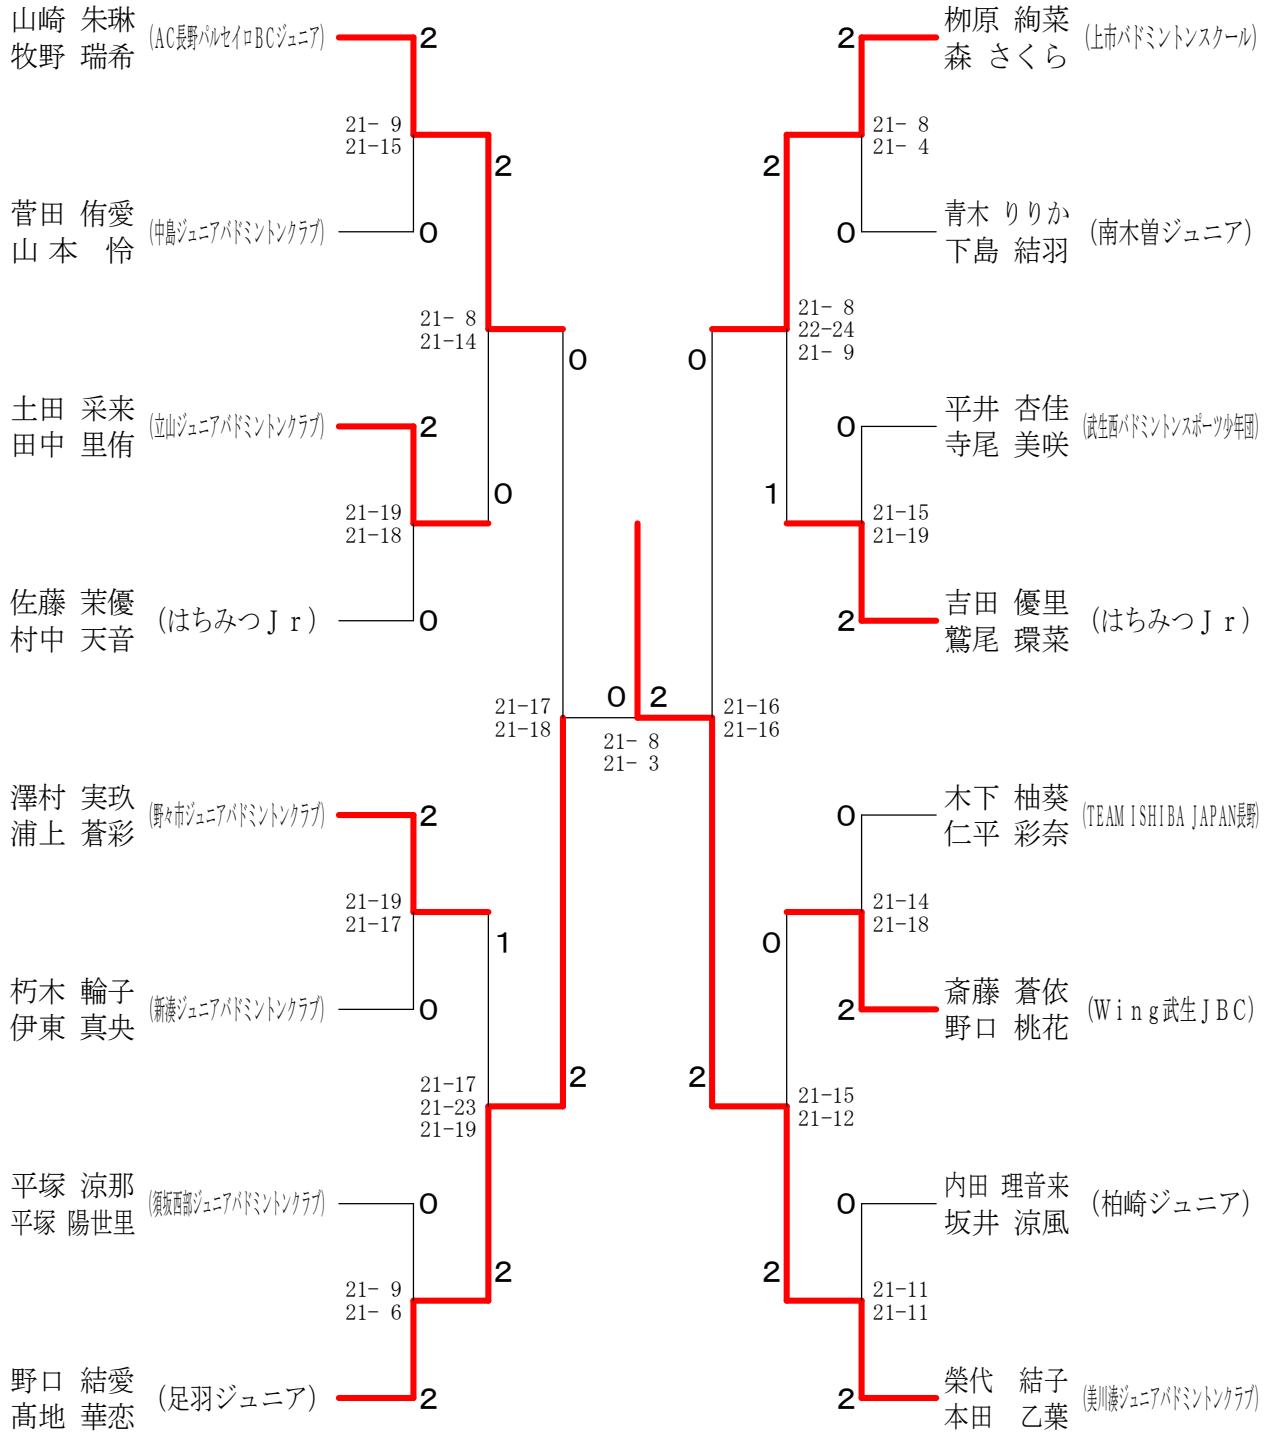 山崎 朱琳
牧野 瑞希
(AC長野パルセイロBCジュニア)
2
21- 9
21-15
2
菅田 侑愛
山本 怜
(中島ジュニアバドミントンクラブ)
0
21- 8
21-14
0
土田 采来
田中 里侑
(立山ジュニアバドミントンクラブ)
2
21-19
21-18
0
佐藤 茉優
村中 天音
(はちみつJr)
0
21-17
21-18
澤村 実玖
浦上 蒼彩
(野々市ジュニアバドミントンクラブ)
2
21-19
21-17
1
朽木 輪子
伊東 真央
(新湊ジュニアバドミントンクラブ)
0
21-17
21-23
21-19
2
平塚 涼那
平塚 陽世里
(須坂西部ジュニアバドミントンクラブ)
0
21- 9
21- 6
2
野口 結愛
髙地 華恋
(足羽ジュニア)
2
0 2
21- 8
21- 3
2
栁原 絢菜
森 さくら
(上市バドミントンスクール)
2
21- 8
21- 4
0
青木 りりか
下島 結羽
(南木曽ジュニア)
0
21- 8
22-24
21- 9
0
平井 杏佳
寺尾 美咲
(武生西バドミントンスポーツ少年団)
1
21-15
21-19
2
吉田 優里
鷲尾 環菜
(はちみつJr)
21-16
21-16
0
木下 柚葵
仁平 彩奈
(TEAM ISHIBA JAPAN長野)
0
21-14
21-18
2
斎藤 蒼依
野口 桃花
(Wing武生JBC)
2
21-15
21-12
0
内田 理音来
坂井 涼風
(柏崎ジュニア)
2
21-11
21-11
2
榮代 結子
本田 乙葉
(美川湊ジュニアバドミントンクラブ)